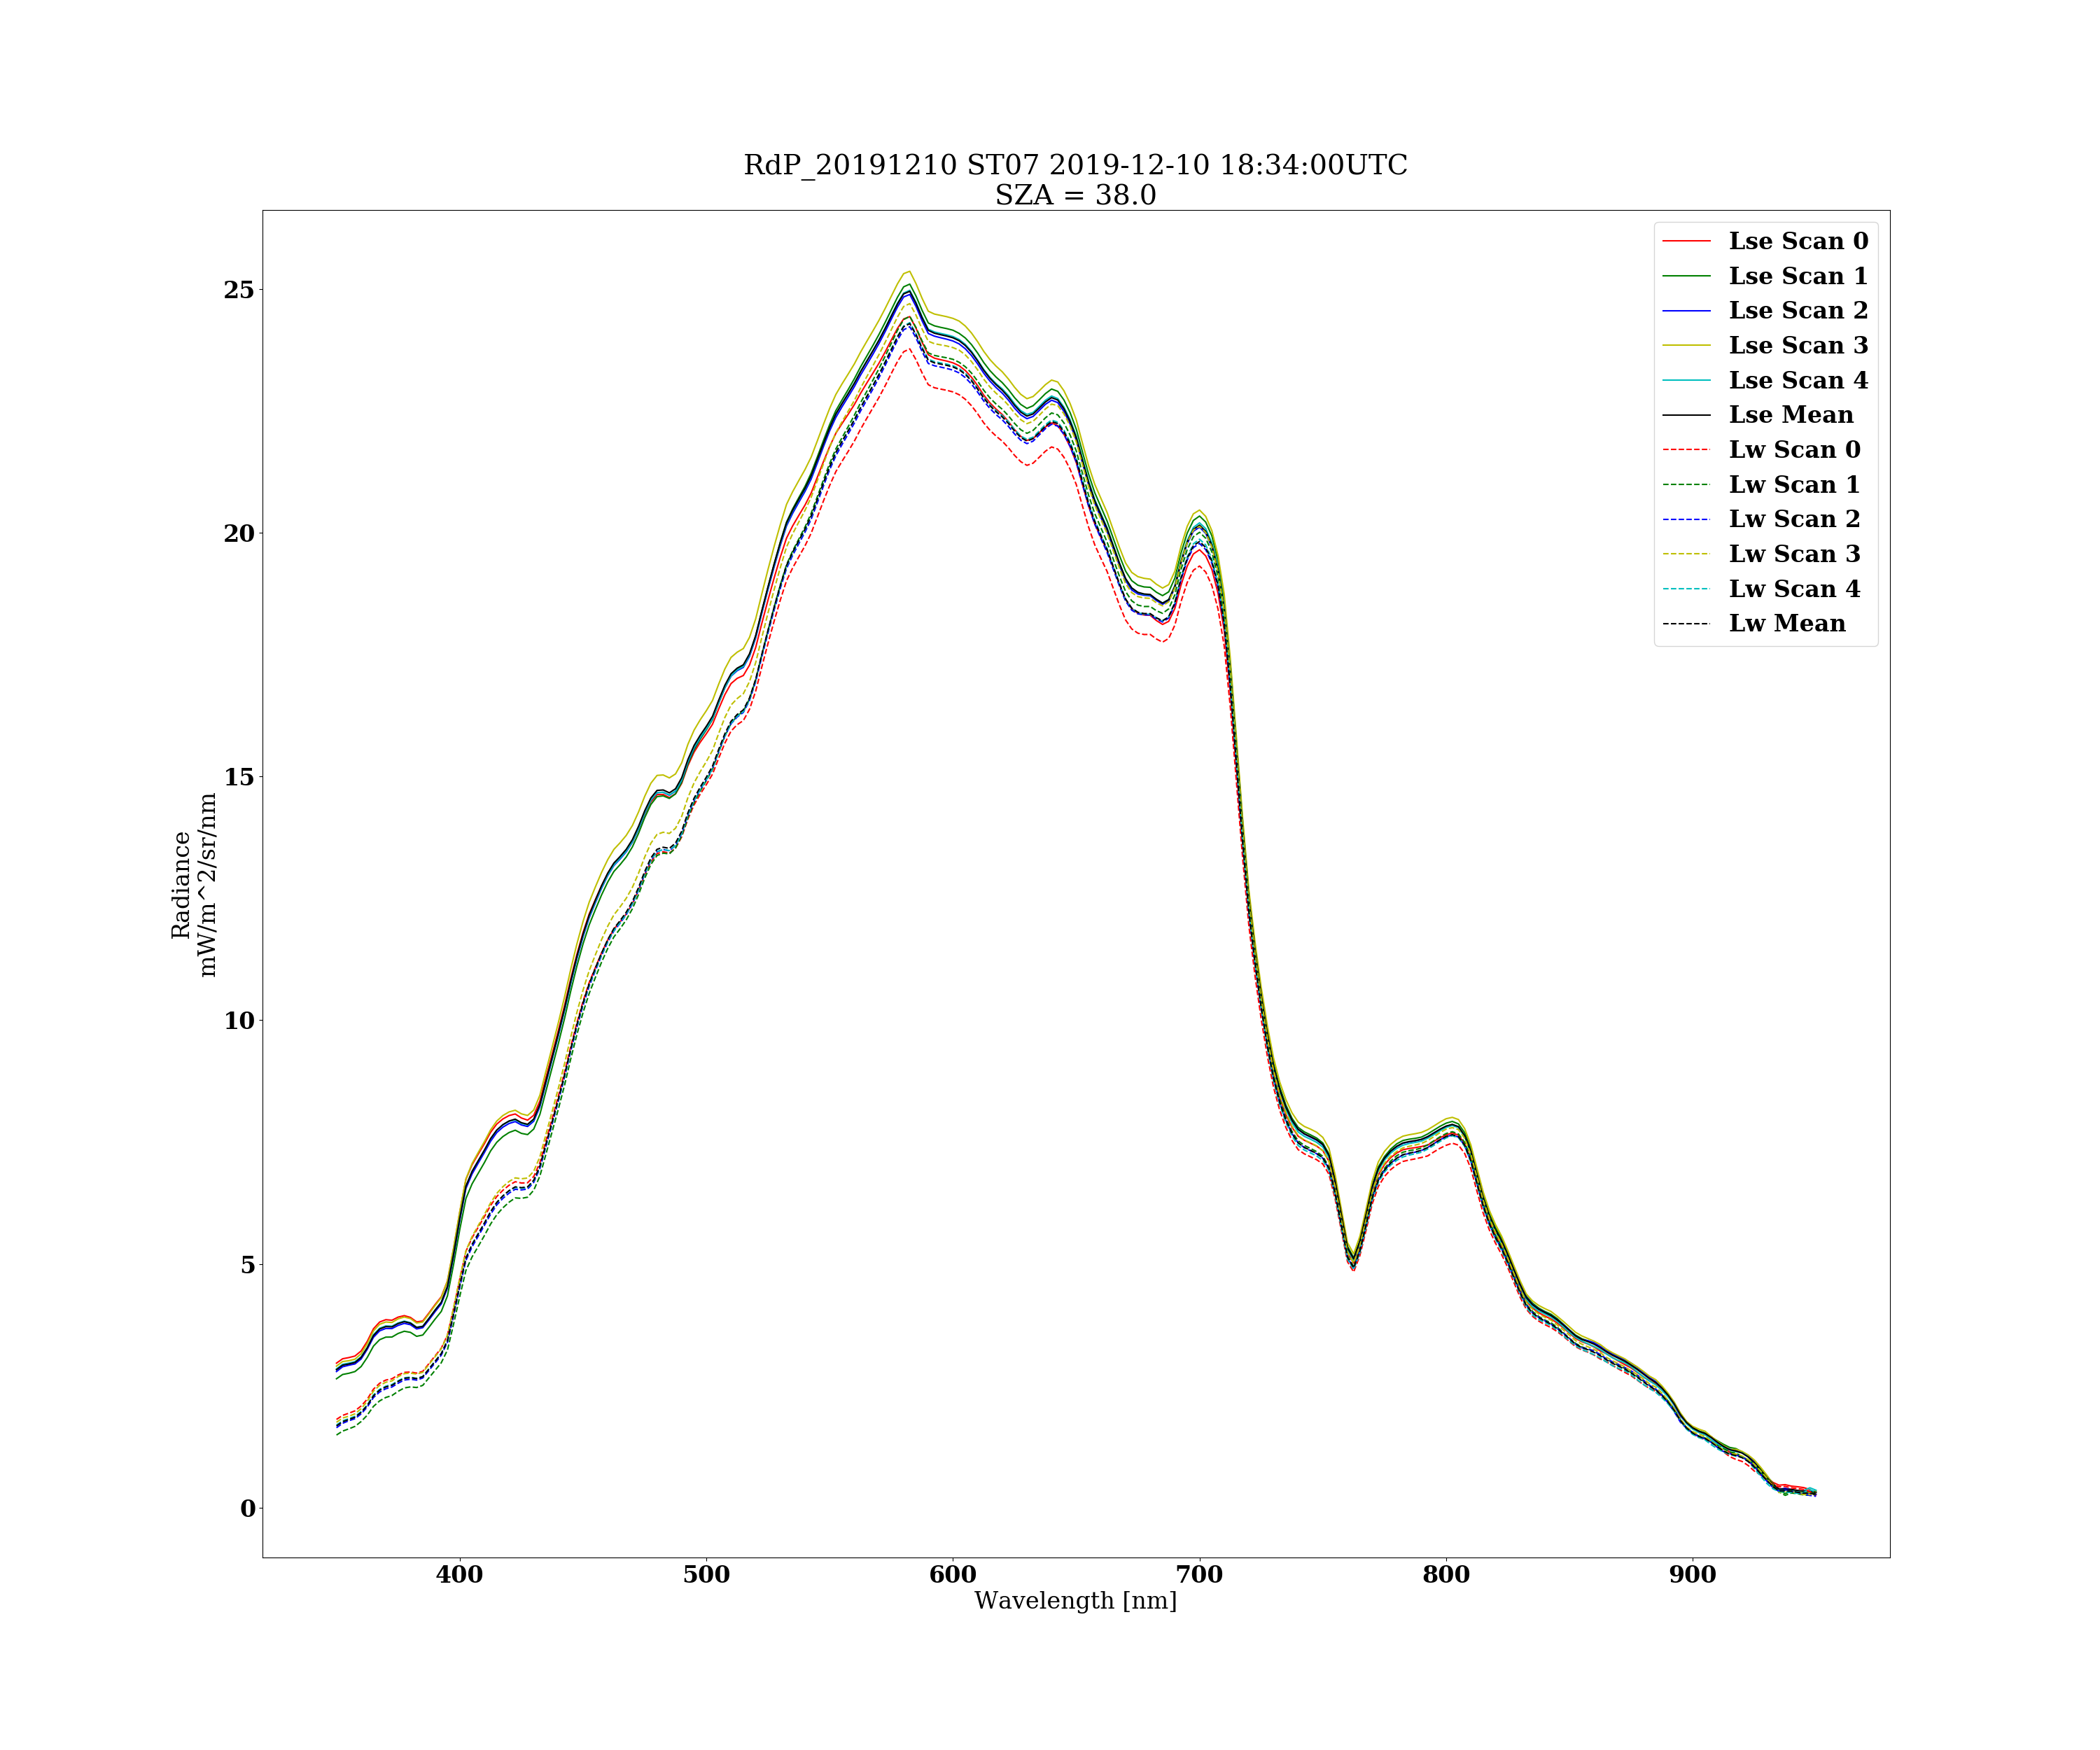 RdP_20191210 ST07 2019-12-10 18:34:00UTC
SZA = 38.0
Lse Scan 0
Lse Scan 1
Lse Scan 2
Lse Scan 3
Lse Scan 4
Lse Mean
Lw Scan 0
Lw Scan 1
Lw Scan 2
Lw Scan 3
Lw Scan 4
Lw Mean
Radiance
mW/m^2/sr/nm
25
20
15
10
5
0
400 500 600 700 800 900
Wavelength [nm]